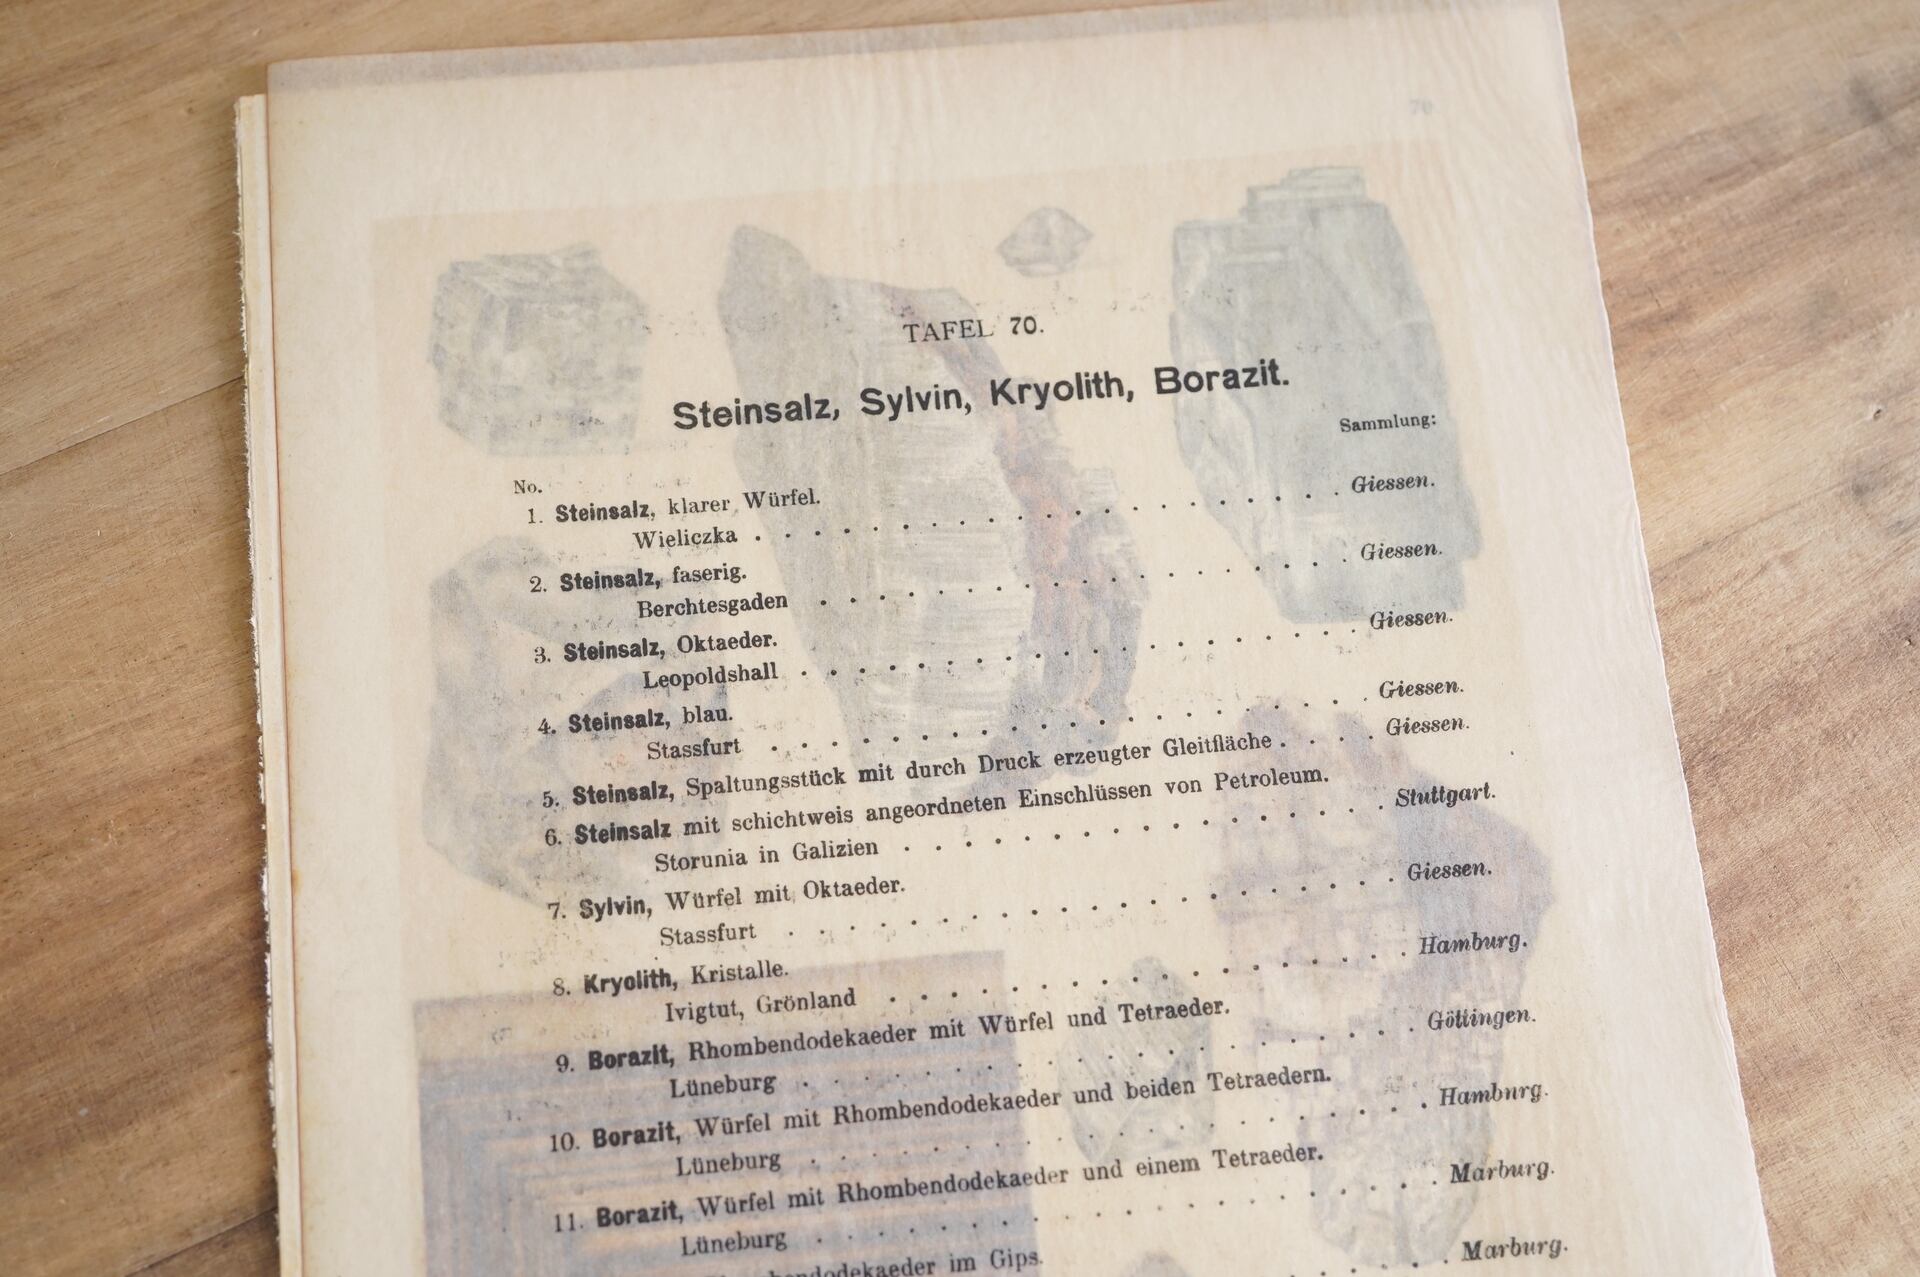 70
TAFEL 70.
Steinsalz, Sylvin, Kryolith, Borazit.
Sammlung:
No.
1. Steinsalz, klarer Würfel.
Wieliczka . . . . . . . . . . . . . . . . . . . . Giessen.
2. Steinsalz, faserig.
Berchtesgaden . . . . . . . . . . . . . . . . . . Giessen.
3. Steinsalz, Oktaeder.
Leopoldshall . . . . . . . . . . . . . . . . . . . Giessen.
4. Steinsalz, blau.
Stassfurt . . . . . . . . . . . . . . . . . . . . . Giessen.
5. Steinsalz, Spaltungsstück mit durch Druck erzeugter Gleitfläche . . . . Giessen.
6. Steinsalz mit schichtweis angeordneten Einschlüssen von Petroleum.
Storunia in Galizien . . . . . . . . . . . . . . . . . Stuttgart.
7. Sylvin, Würfel mit Oktaeder.
Stassfurt . . . . . . . . . . . . . . . . . . . . . Giessen.
8. Kryolith, Kristalle.
Ivigtut, Grönland . . . . . . . . . . . . . . . . . . Hamburg.
9. Borazit, Rhombendodekaeder mit Würfel und Tetraeder.
Lüneburg . . . . . . . . . . . . . . . . . . . . . Göttingen.
10. Borazit, Würfel mit Rhombendodekaeder und beiden Tetraedern.
Lüneburg . . . . . . . . . . . . . . . . . . . . . Hamburg.
11. Borazit, Würfel mit Rhombendodekaeder und einem Tetraeder.
Lüneburg . . . . . . . . . . . . . . . . . . . . . Marburg.
im Gips.
Marburg.